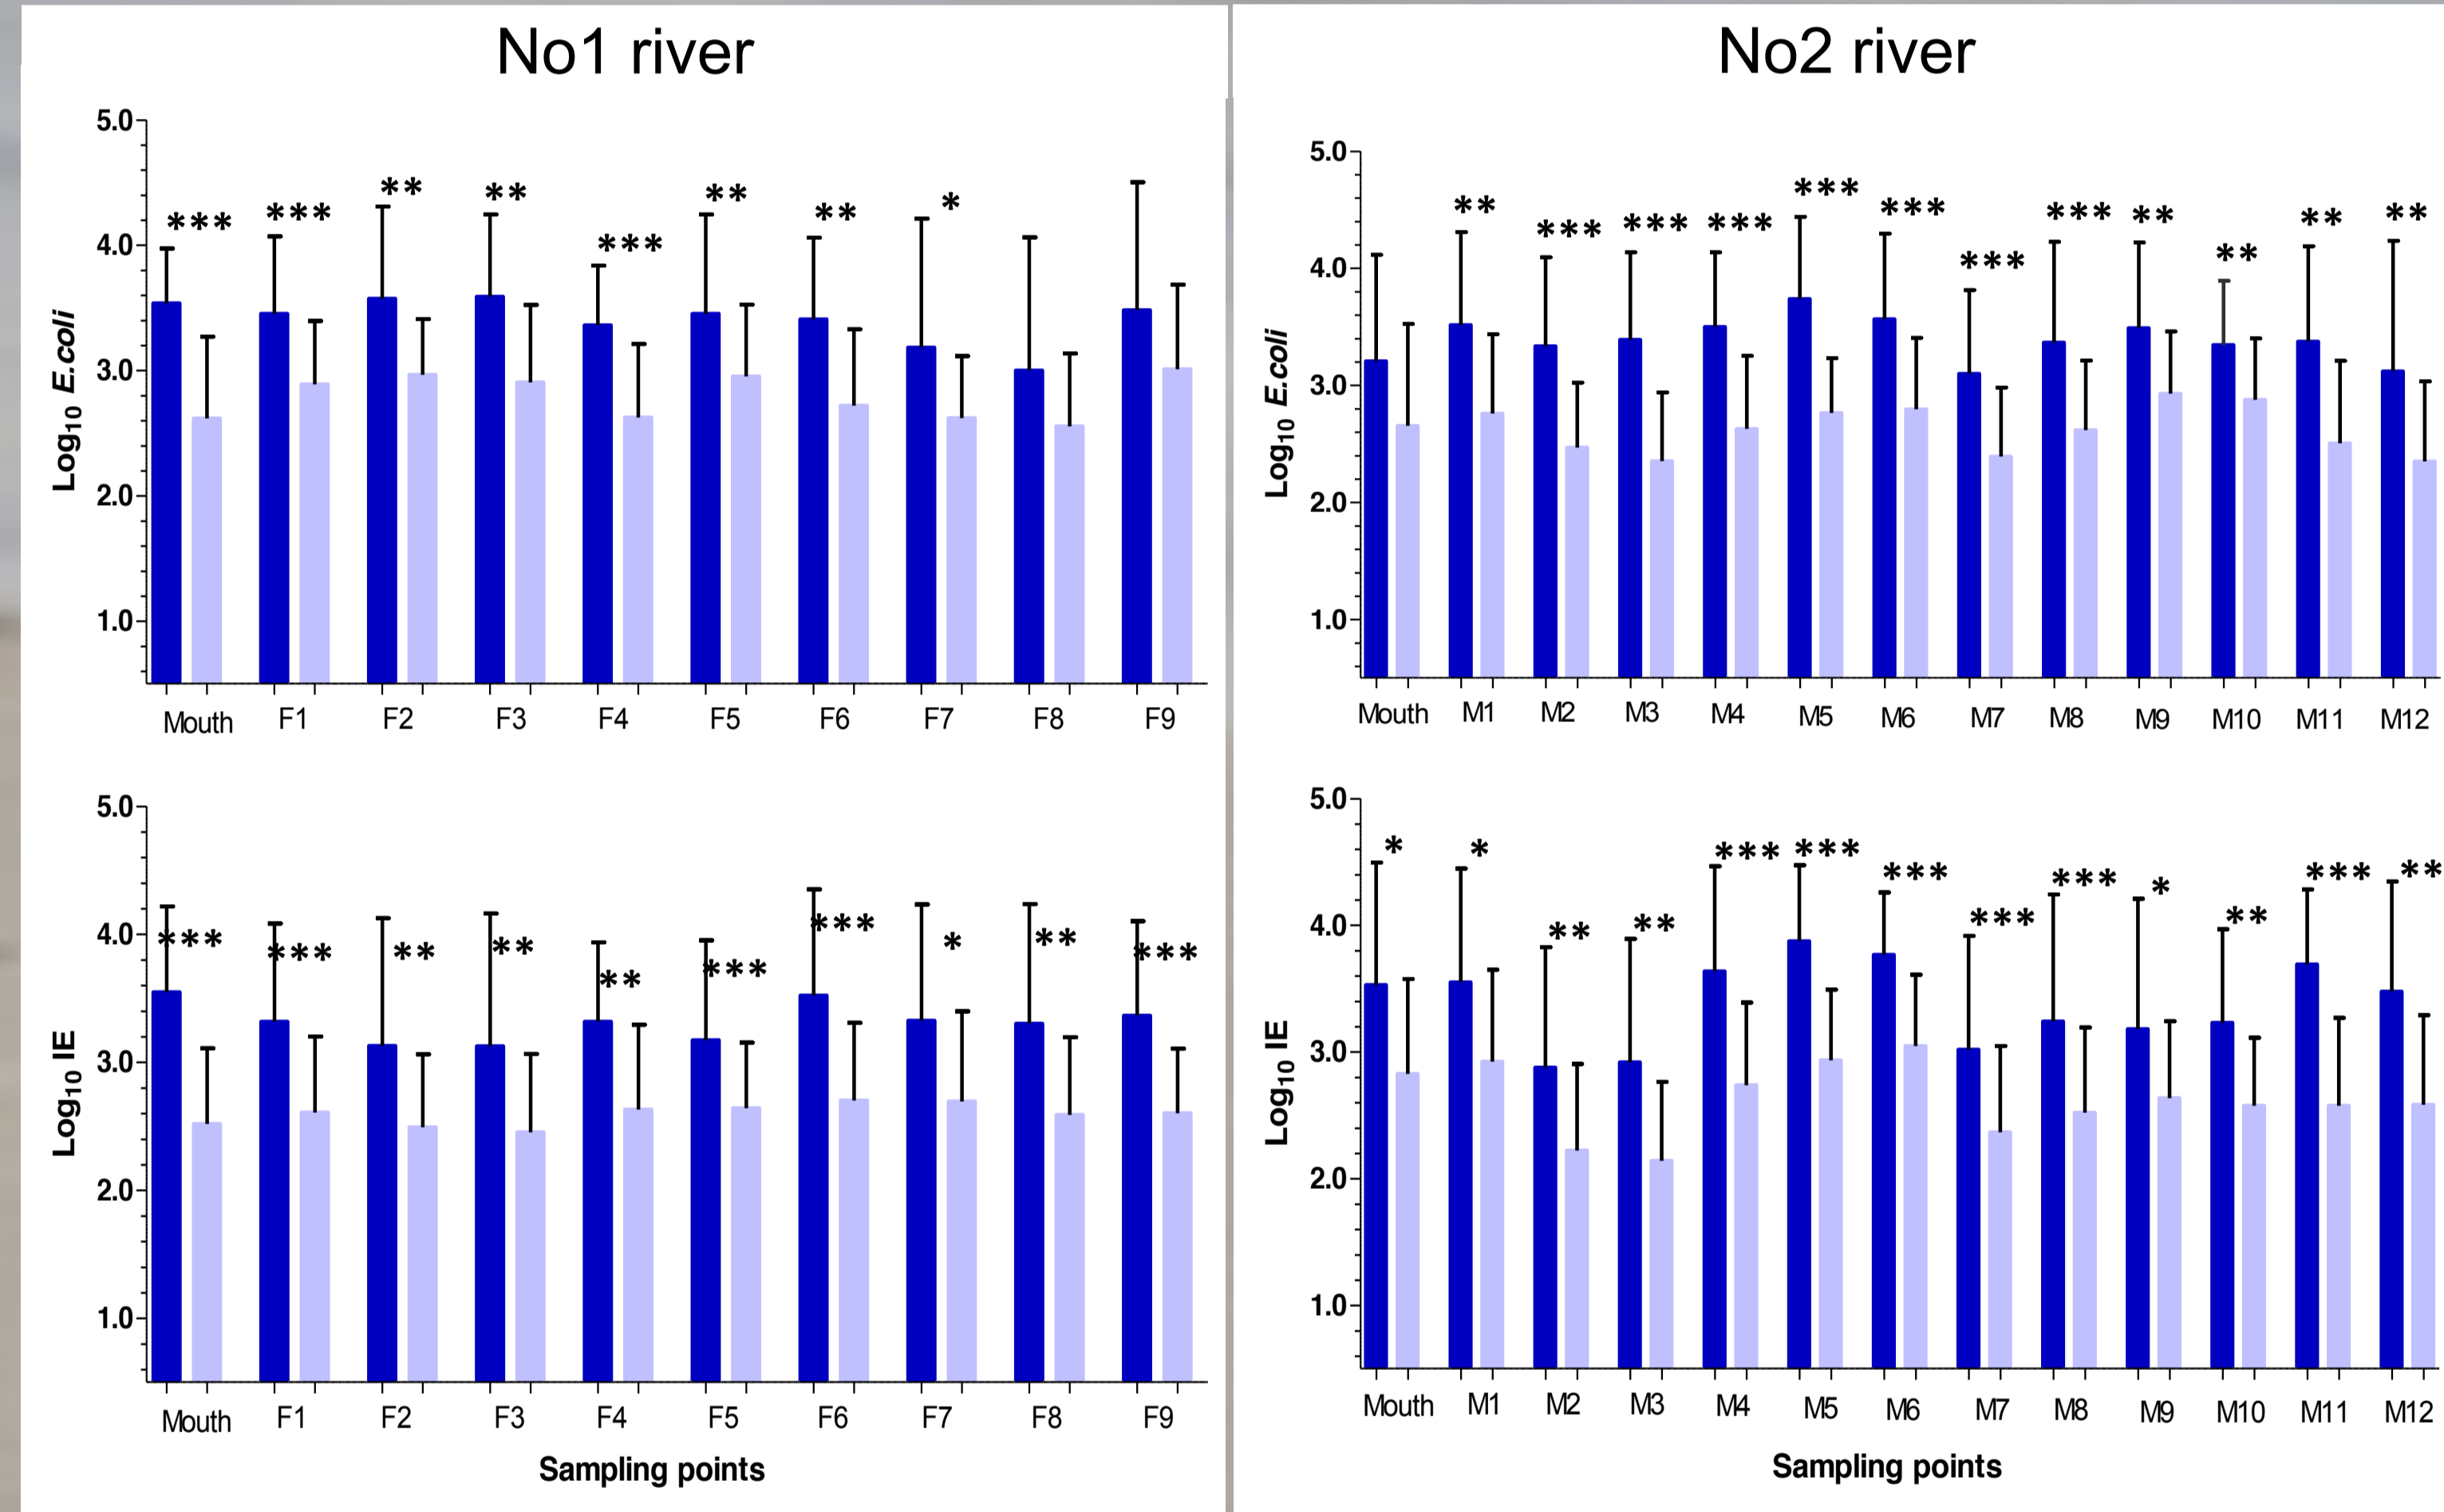 No1 river
No2 river
Log10 E.coli
5.0
4.0
3.0
2.0
1.0
*** *** ** ** *** ** ** *
Mouth F1 F2 F3 F4 F5 F6 F7 F8 F9
Log10 E.coli
5.0
4.0
3.0
2.0
1.0
** *** *** *** *** *** *** *** ** ** ** **
Mouth M1 M2 M3 M4 M5 M6 M7 M8 M9 M10 M11 M12
Log10 IE
5.0
4.0
3.0
2.0
1.0
*** *** ** ** ** *** *** * ** ***
Mouth F1 F2 F3 F4 F5 F6 F7 F8 F9
Sampling points
Log10 IE
5.0
4.0
3.0
2.0
1.0
* * ** ** *** *** *** *** *** * ** *** **
Mouth M1 M2 M3 M4 M5 M6 M7 M8 M9 M10 M11 M12
Sampling points